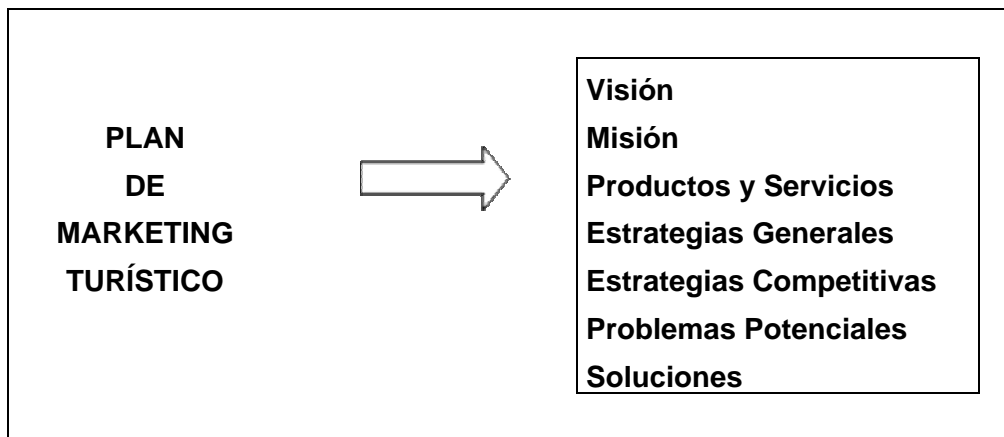 PLAN
DE
MARKETING
TURÍSTICO
Visión
Misión
Productos y Servicios
Estrategias Generales
Estrategias Competitivas
Problemas Potenciales
Soluciones